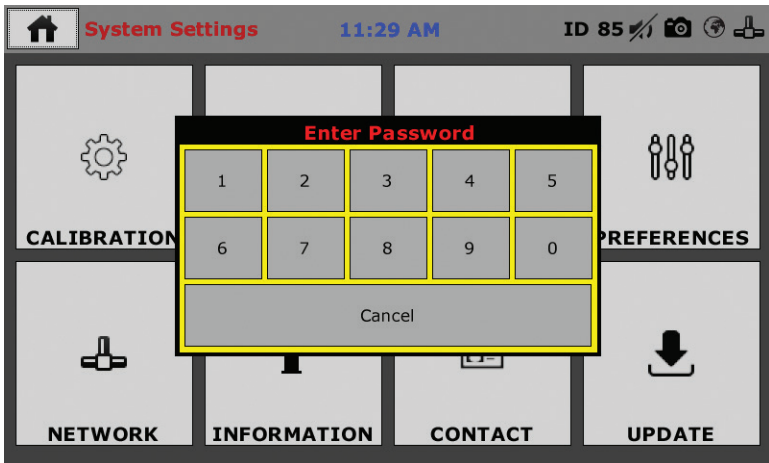 System Settings 11:29 AM ID 85
Enter Password
1 2 3 4 5
6 7 8 9 0
Cancel
CALIBRATION PREFERENCES
NETWORK INFORMATION CONTACT UPDATE